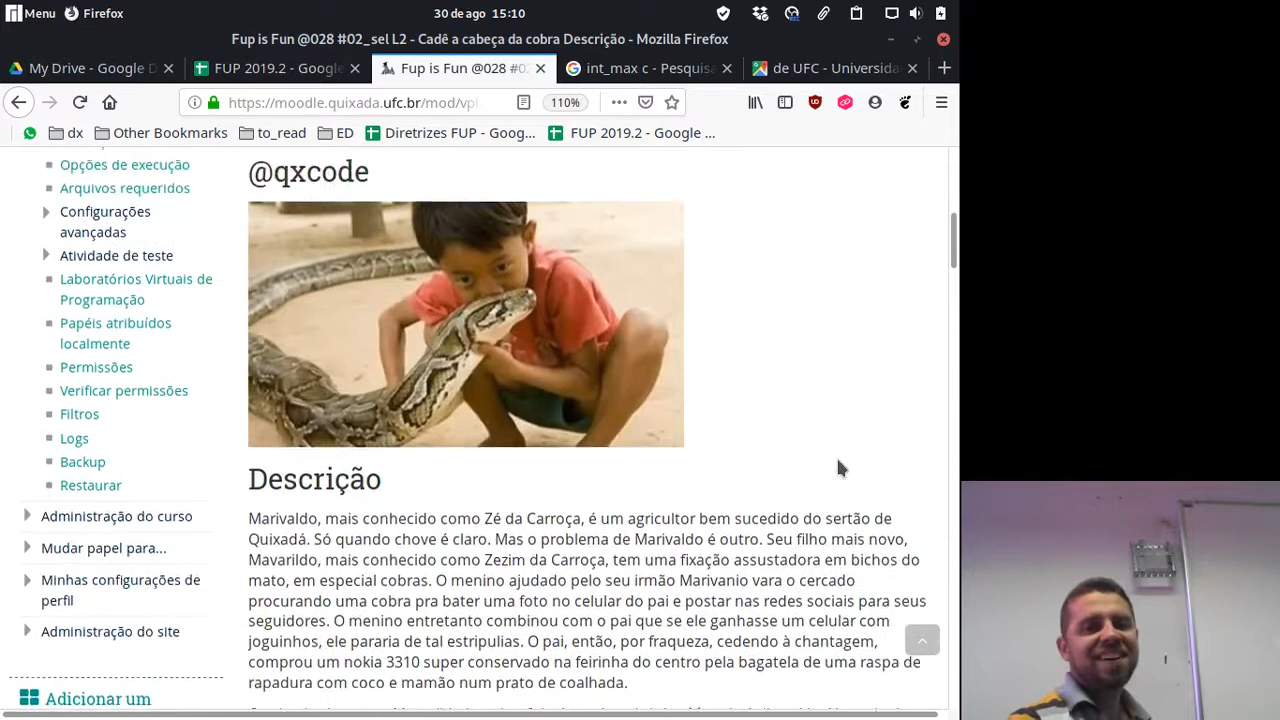 Menu Firefox 30 de ago 15:10
Fup is Fun @028 #02_sel L2 - Cadê a cabeça da cobra Descrição - Mozilla Firefox
My Drive - Google D FUP 2019.2 - Google Fup is Fun @028 #02 int_max c - Pesquisa de UFC - Universida
https://moodle.quixada.ufc.br/mod/vpl 110%
dx Other Bookmarks to_read ED Diretrizes FUP - Goog... FUP 2019.2 - Google ...
Opções de execução
Arquivos requeridos
Configurações
avançadas
Atividade de teste
Laboratórios Virtuais de
Programação
Papéis atribuídos
localmente
Permissões
Verificar permissões
Filtros
Logs
Backup
Restaurar
Administração do curso
Mudar papel para...
Minhas configurações de
perfil
Administração do site
Adicionar um
@qxcode
Descrição
Marivaldo, mais conhecido como Zé da Carroça, é um agricultor bem sucedido do sertão de
Quixadá. Só quando chove é claro. Mas o problema de Marivaldo é outro. Seu filho mais novo,
Mavarildo, mais conhecido como Zezim da Carroça, tem uma fixação assustadora em bichos do
mato, em especial cobras. O menino ajudado pelo seu irmão Marivanio vara o cercado
procurando uma cobra pra bater uma foto no celular do pai e postar nas redes sociais para seus
seguidores. O menino entretanto combinou com o pai que se ele ganhasse um celular com
joguinhos, ele pararia de tal estripulias. O pai, então, por fraqueza, cedendo à chantagem,
comprou um nokia 3310 super conservado na feirinha do centro pela bagatela de uma raspa de
rapadura com coco e mamão num prato de coalhada.